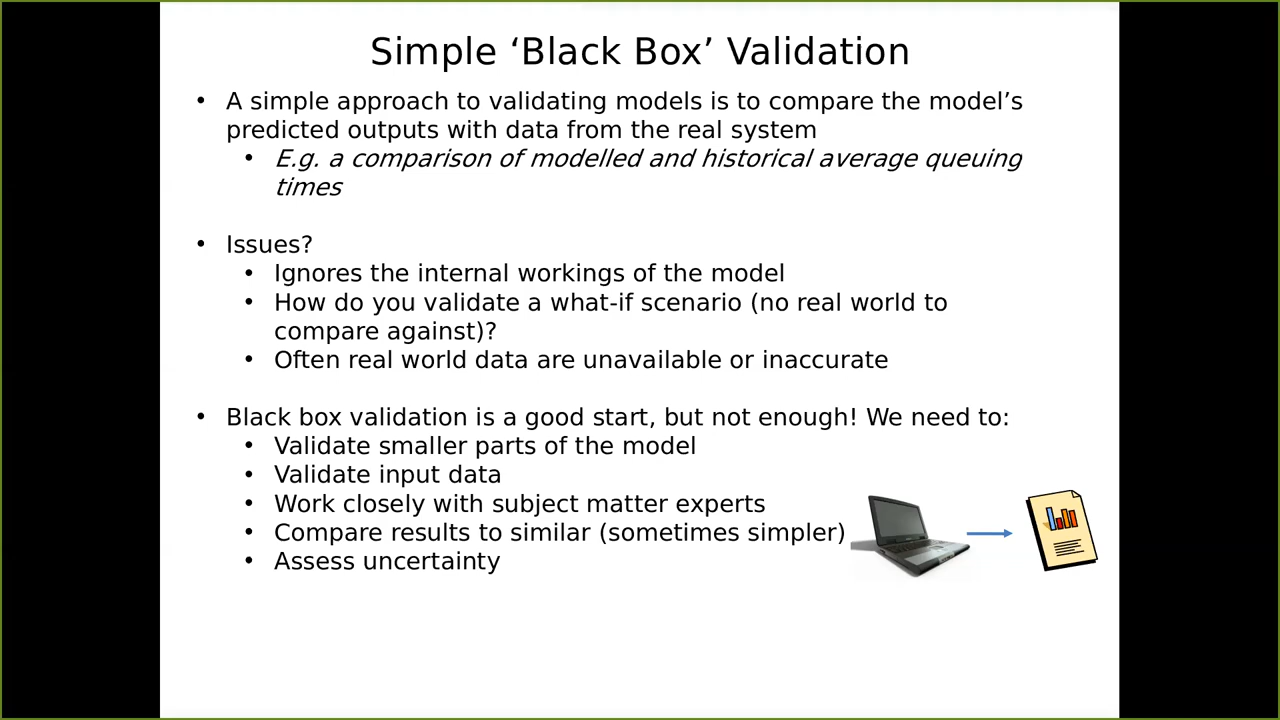 Simple ‘Black Box’ Validation
• A simple approach to validating models is to compare the model’s
predicted outputs with data from the real system
• E.g. a comparison of modelled and historical average queuing
times
• Issues?
• Ignores the internal workings of the model
• How do you validate a what-if scenario (no real world to
compare against)?
• Often real world data are unavailable or inaccurate
• Black box validation is a good start, but not enough! We need to:
• Validate smaller parts of the model
• Validate input data
• Work closely with subject matter experts
• Compare results to similar (sometimes simpler)
• Assess uncertainty